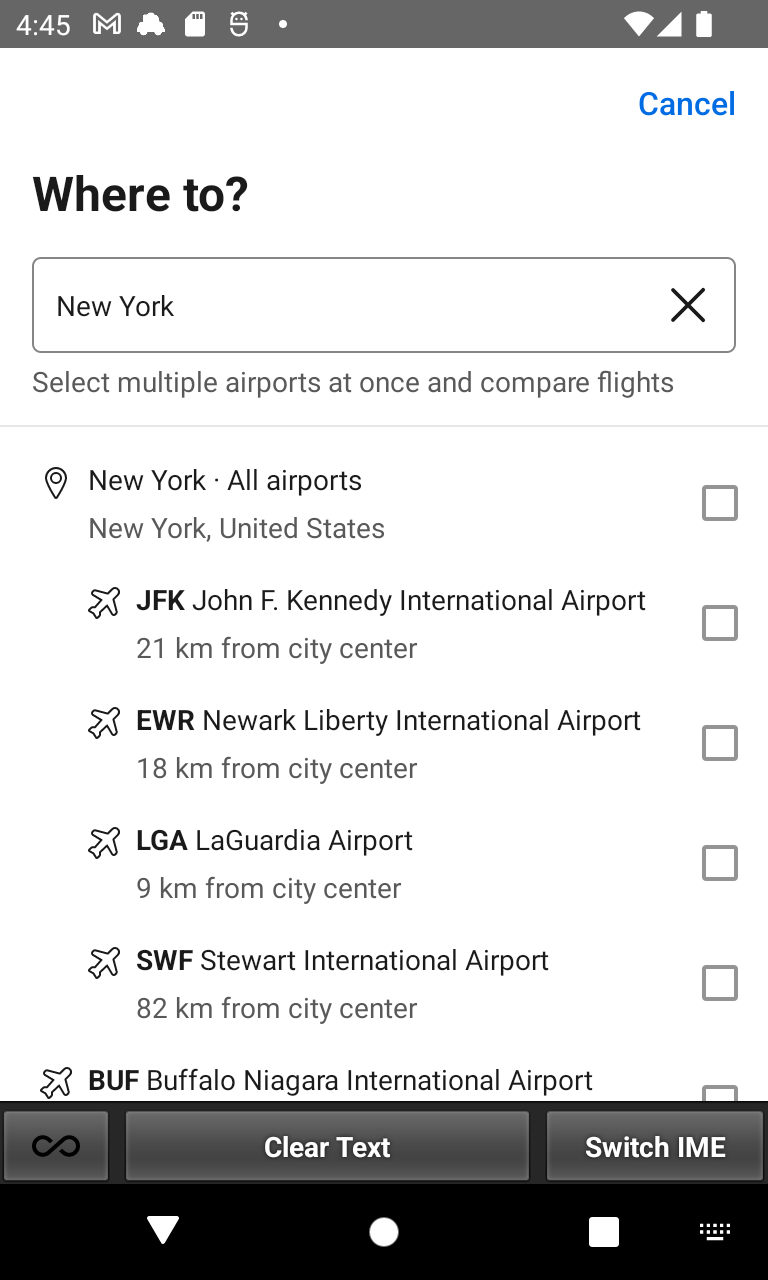 4:45
Cancel
Where to?
New York
Select multiple airports at once and compare flights
New York · All airports
New York, United States
JFK John F. Kennedy International Airport
21 km from city center
EWR Newark Liberty International Airport
18 km from city center
LGA LaGuardia Airport
9 km from city center
SWF Stewart International Airport
82 km from city center
BUF Buffalo Niagara International Airport
Clear Text
Switch IME